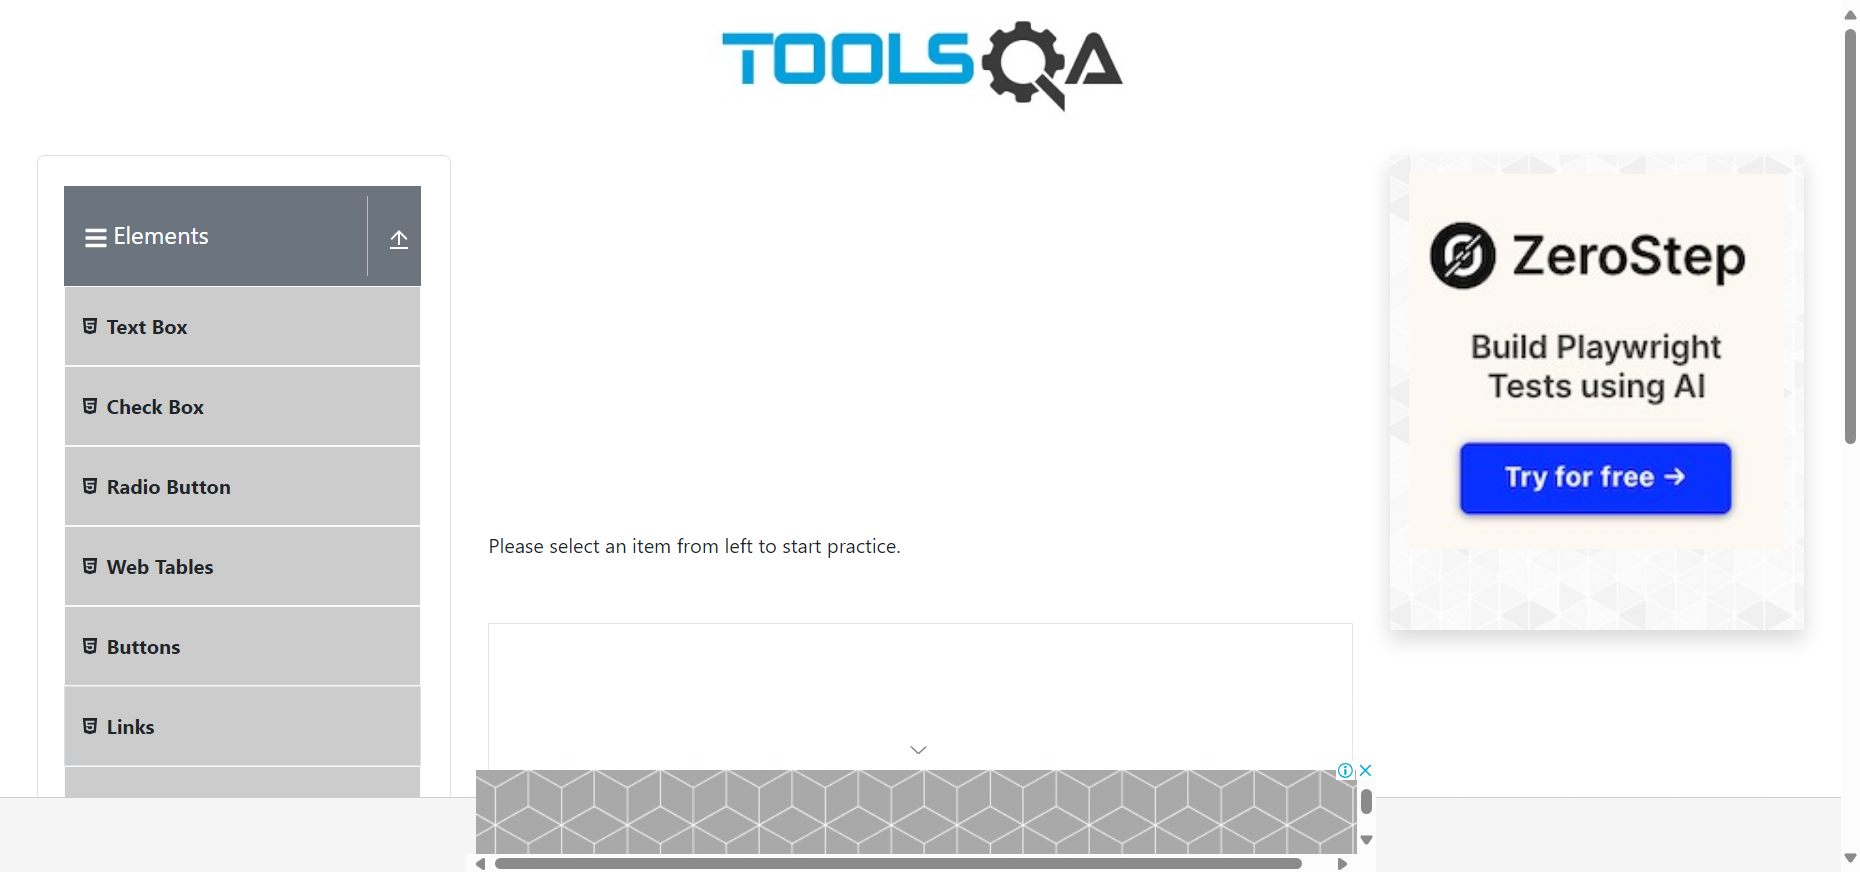 TOOLSQA
Elements
Text Box
Check Box
Radio Button
Web Tables
Buttons
Links
Please select an item from left to start practice.
ZeroStep
Build Playwright
Tests using AI
Try for free →